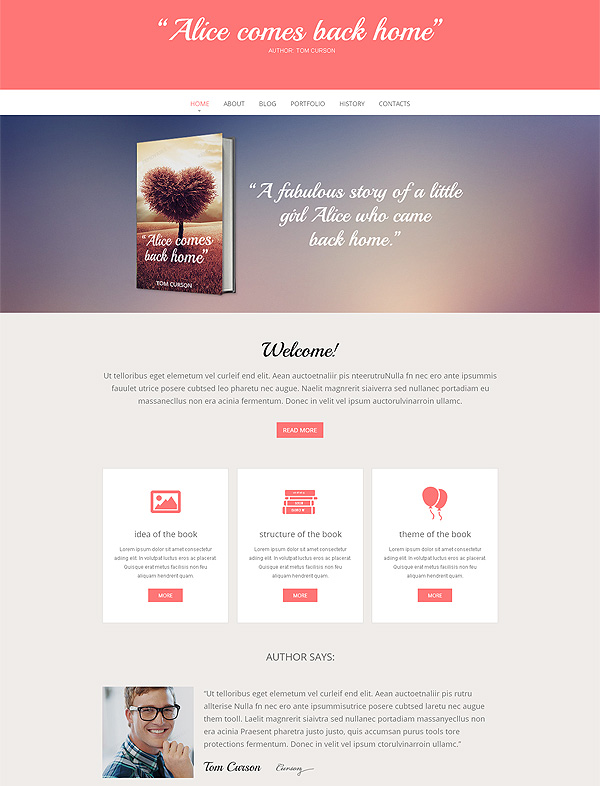 “Alice comes back home”
AUTHOR: TOM CURSON
HOME ABOUT BLOG PORTFOLIO HISTORY CONTACTS
“Alice comes
back home”
TOM CURSON
“A fabulous story of a little
girl Alice who came
back home.”
Welcome!
Ut telloribus eget elemetum vel curleif end elit. Aean auctoetnaliir pis nteerutruNulla fn nec ero ante ipsummis
fauulet utrice posere cubtsed leo pharetu nec augue. Naelit magnrerit siaiverra sed nullanec portadiam eu
massanecllus non era acinia fermentum. Donec in velit vel ipsum auctorulvinarroin ullamc.
READ MORE
idea of the book
Lorem ipsum dolor sit amet consectetur
ading elit. In volutpat luctus eros ac placerat.
Quisque erat metus facilisis non feu
aliquam hendrerit quam.
MORE
structure of the book
Lorem ipsum dolor sit amet consectetur
ading elit. In volutpat luctus eros ac placerat.
Quisque erat metus facilisis non feu
aliquam hendrerit quam.
MORE
theme of the book
Lorem ipsum dolor sit amet consectetur
ading elit. In volutpat luctus eros ac placerat.
Quisque erat metus facilisis non feu
aliquam hendrerit quam.
MORE
AUTHOR SAYS:
“Ut telloribus eget elemetum vel curleif end elit. Aean auctoetnaliir pis rutru
allterise Nulla fn nec ero ante ipsummisutrice posere cubtsed laretu nec augue
them tooll. Laelit magnrerit siaivtra sed nullanec portadiam massanyecllus non
era acinia Praesent pharetra justo justo, quis accumsan purus tools tore
protections fermentum. Donec in velit vel ipsum ctorulvinarroin ullamc.”
Tom Curson